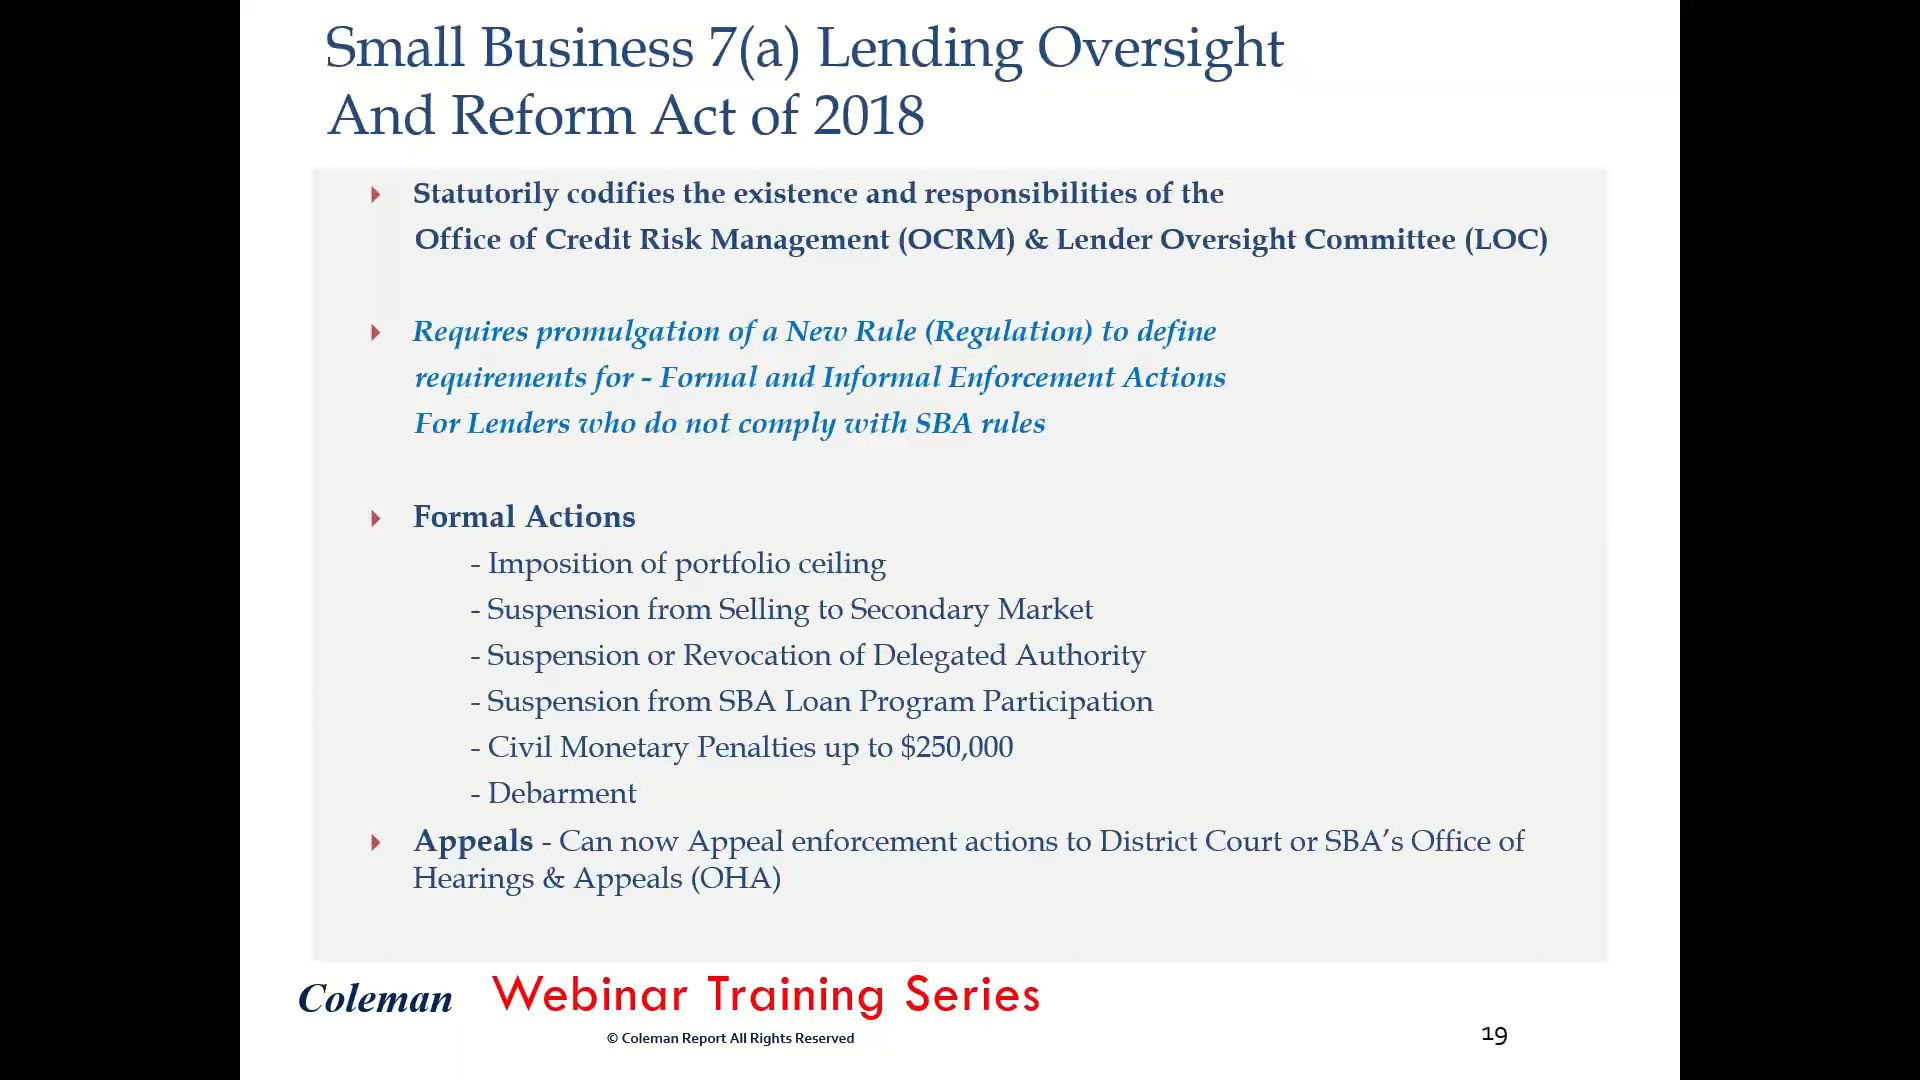 Small Business 7(a) Lending Oversight
And Reform Act of 2018
Statutorily codifies the existence and responsibilities of the
Office of Credit Risk Management (OCRM) & Lender Oversight Committee (LOC)
Requires promulgation of a New Rule (Regulation) to define
requirements for - Formal and Informal Enforcement Actions
For Lenders who do not comply with SBA rules
Formal Actions
- Imposition of portfolio ceiling
- Suspension from Selling to Secondary Market
- Suspension or Revocation of Delegated Authority
- Suspension from SBA Loan Program Participation
- Civil Monetary Penalties up to $250,000
- Debarment
Appeals - Can now Appeal enforcement actions to District Court or SBA’s Office of
Hearings & Appeals (OHA)
Coleman Webinar Training Series
© Coleman Report All Rights Reserved
19